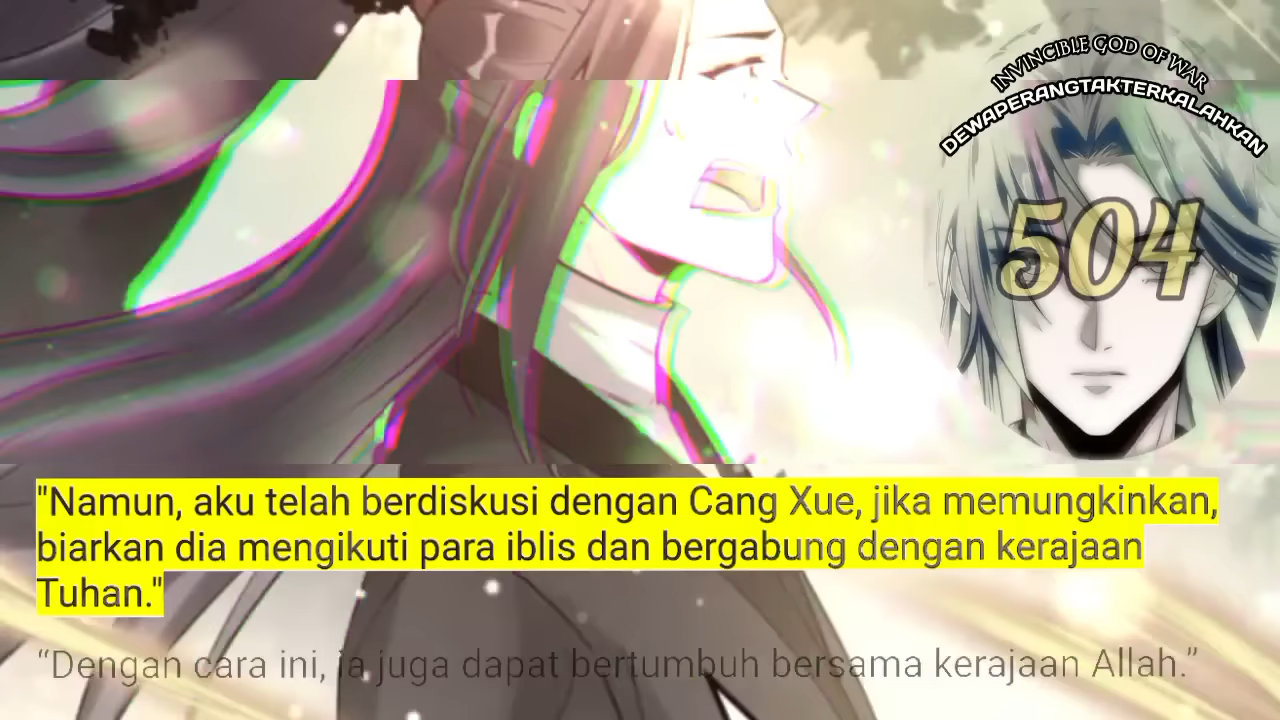 INVINCIBLE GOD OF WAR
DEWAPERANGTAKTERKALAHKAN
504
"Namun, aku telah berdiskusi dengan Cang Xue, jika memungkinkan,
biarkan dia mengikuti para iblis dan bergabung dengan kerajaan
Tuhan."
“Dengan cara ini, ia juga dapat bertumbuh bersama kerajaan Allah.”